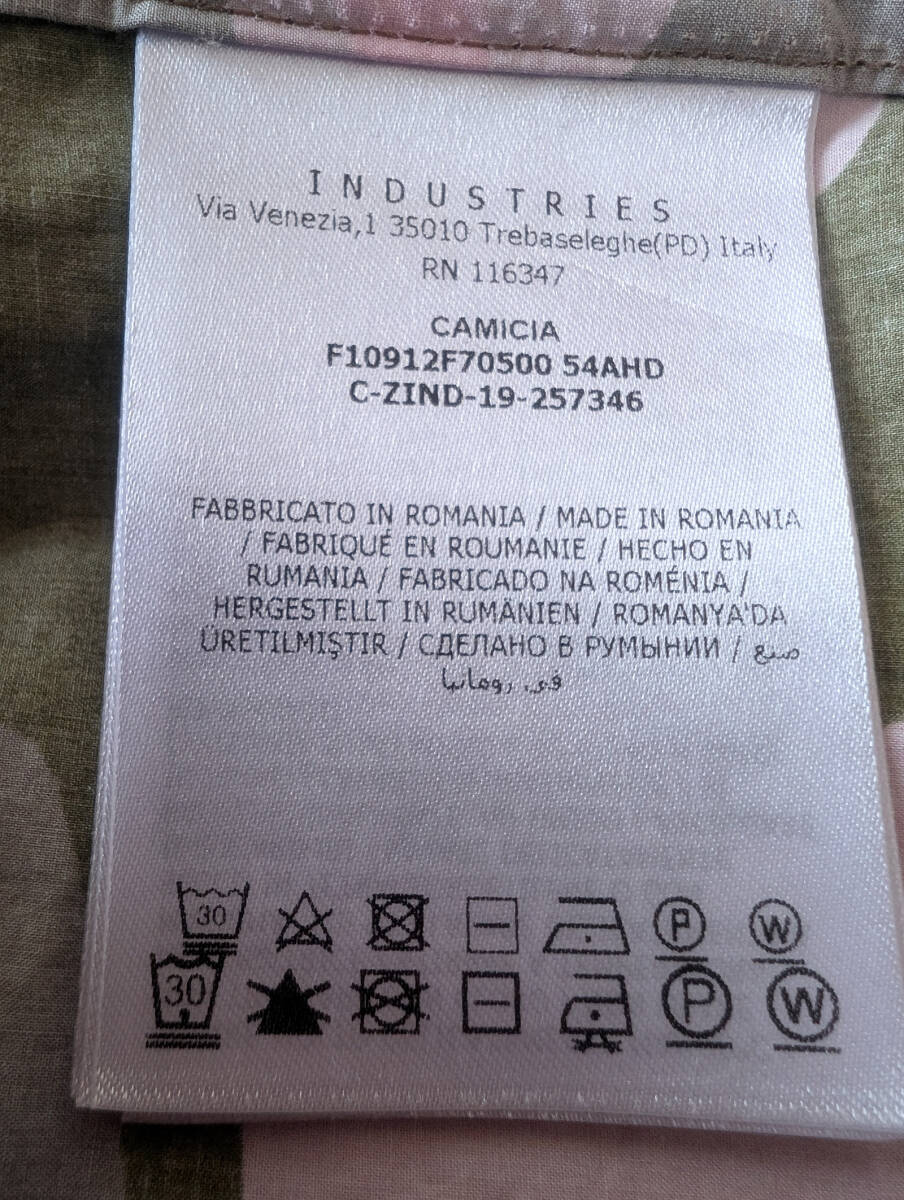 INDUSTRIES
Via Venezia,1 35010 Trebaseleghe(PD) Italy
RN 116347
CAMICIA
F10912F70500 54AHD
C-ZIND-19-257346
FABBRICATO IN ROMANIA / MADE IN ROMANIA
/ FABRIQUÉ EN ROUMANIE / HECHO EN
RUMANIA / FABRICADO NA ROMÉNIA /
HERGESTELLT IN RUMÄNIEN / ROMANYA'DA
ÜRETILMIŞTIR / СДЕЛАНО В РУМЫНИИ / صنع
في رومانيا
30 P W
30 P W